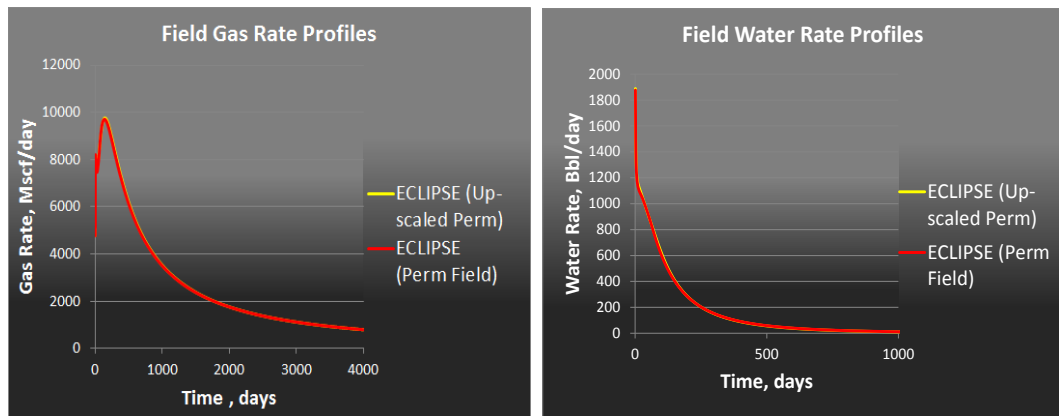 Field Gas Rate Profiles
12000
10000
8000
6000
4000
2000
0
Gas Rate, Mscf/day
0 1000 2000 3000 4000
Time , days
ECLIPSE (Up-
scaled Perm)
ECLIPSE
(Perm Field)
Field Water Rate Profiles
2000
1800
1600
1400
1200
1000
800
600
400
200
0
Water Rate, Bbl/day
0 500 1000
Time, days
ECLIPSE (Up-
scaled Perm)
ECLIPSE (Perm
Field)